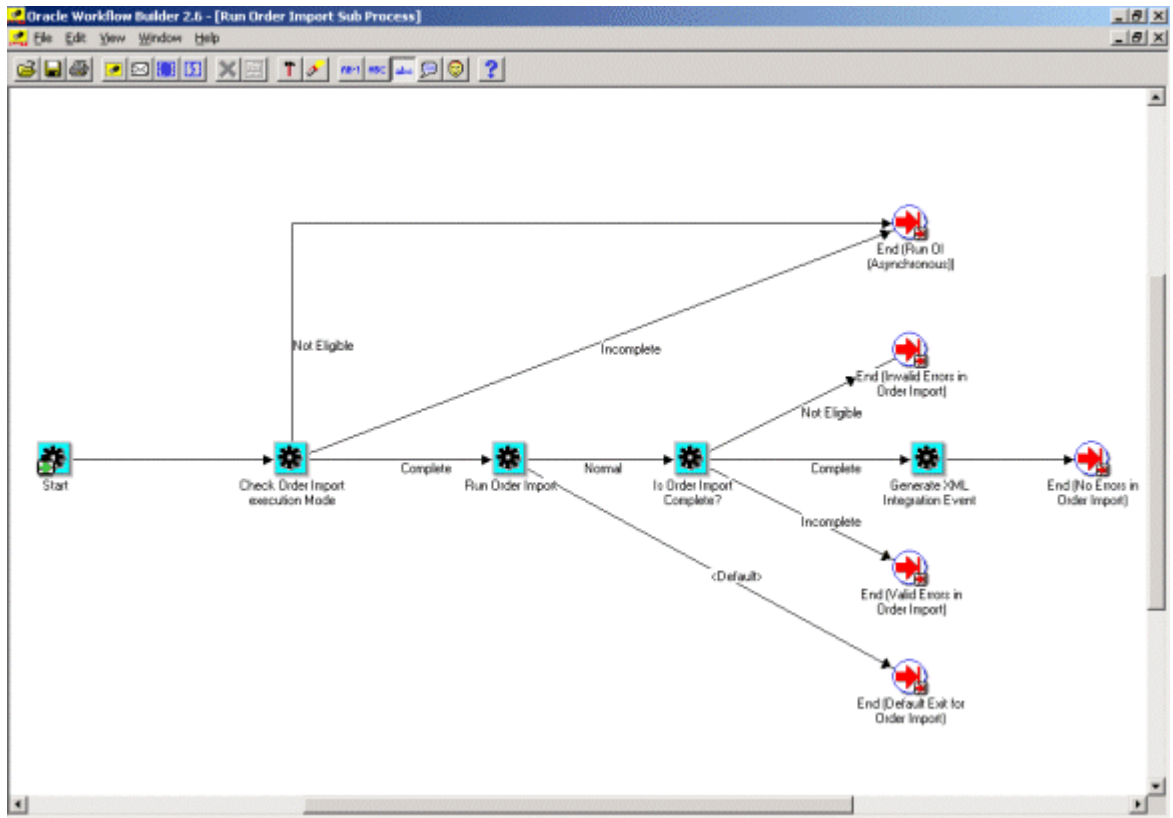 Oracle Workflow Builder 2.6 - [Run Order Import Sub Process]
File Edit View Window Help
End (Run OI
(Asynchronous))
Not Eligible
Incomplete
End (Invalid Errors in
Order Import)
Not Eligible
Start
Check Order Import
execution Mode
Complete
Run Order Import
Normal
Is Order Import
Complete?
Complete
Generate XML
Integration Event
End (No Errors in
Order Import)
Incomplete
<Default>
End (Valid Errors in
Order Import)
End (Default Exit for
Order Import)